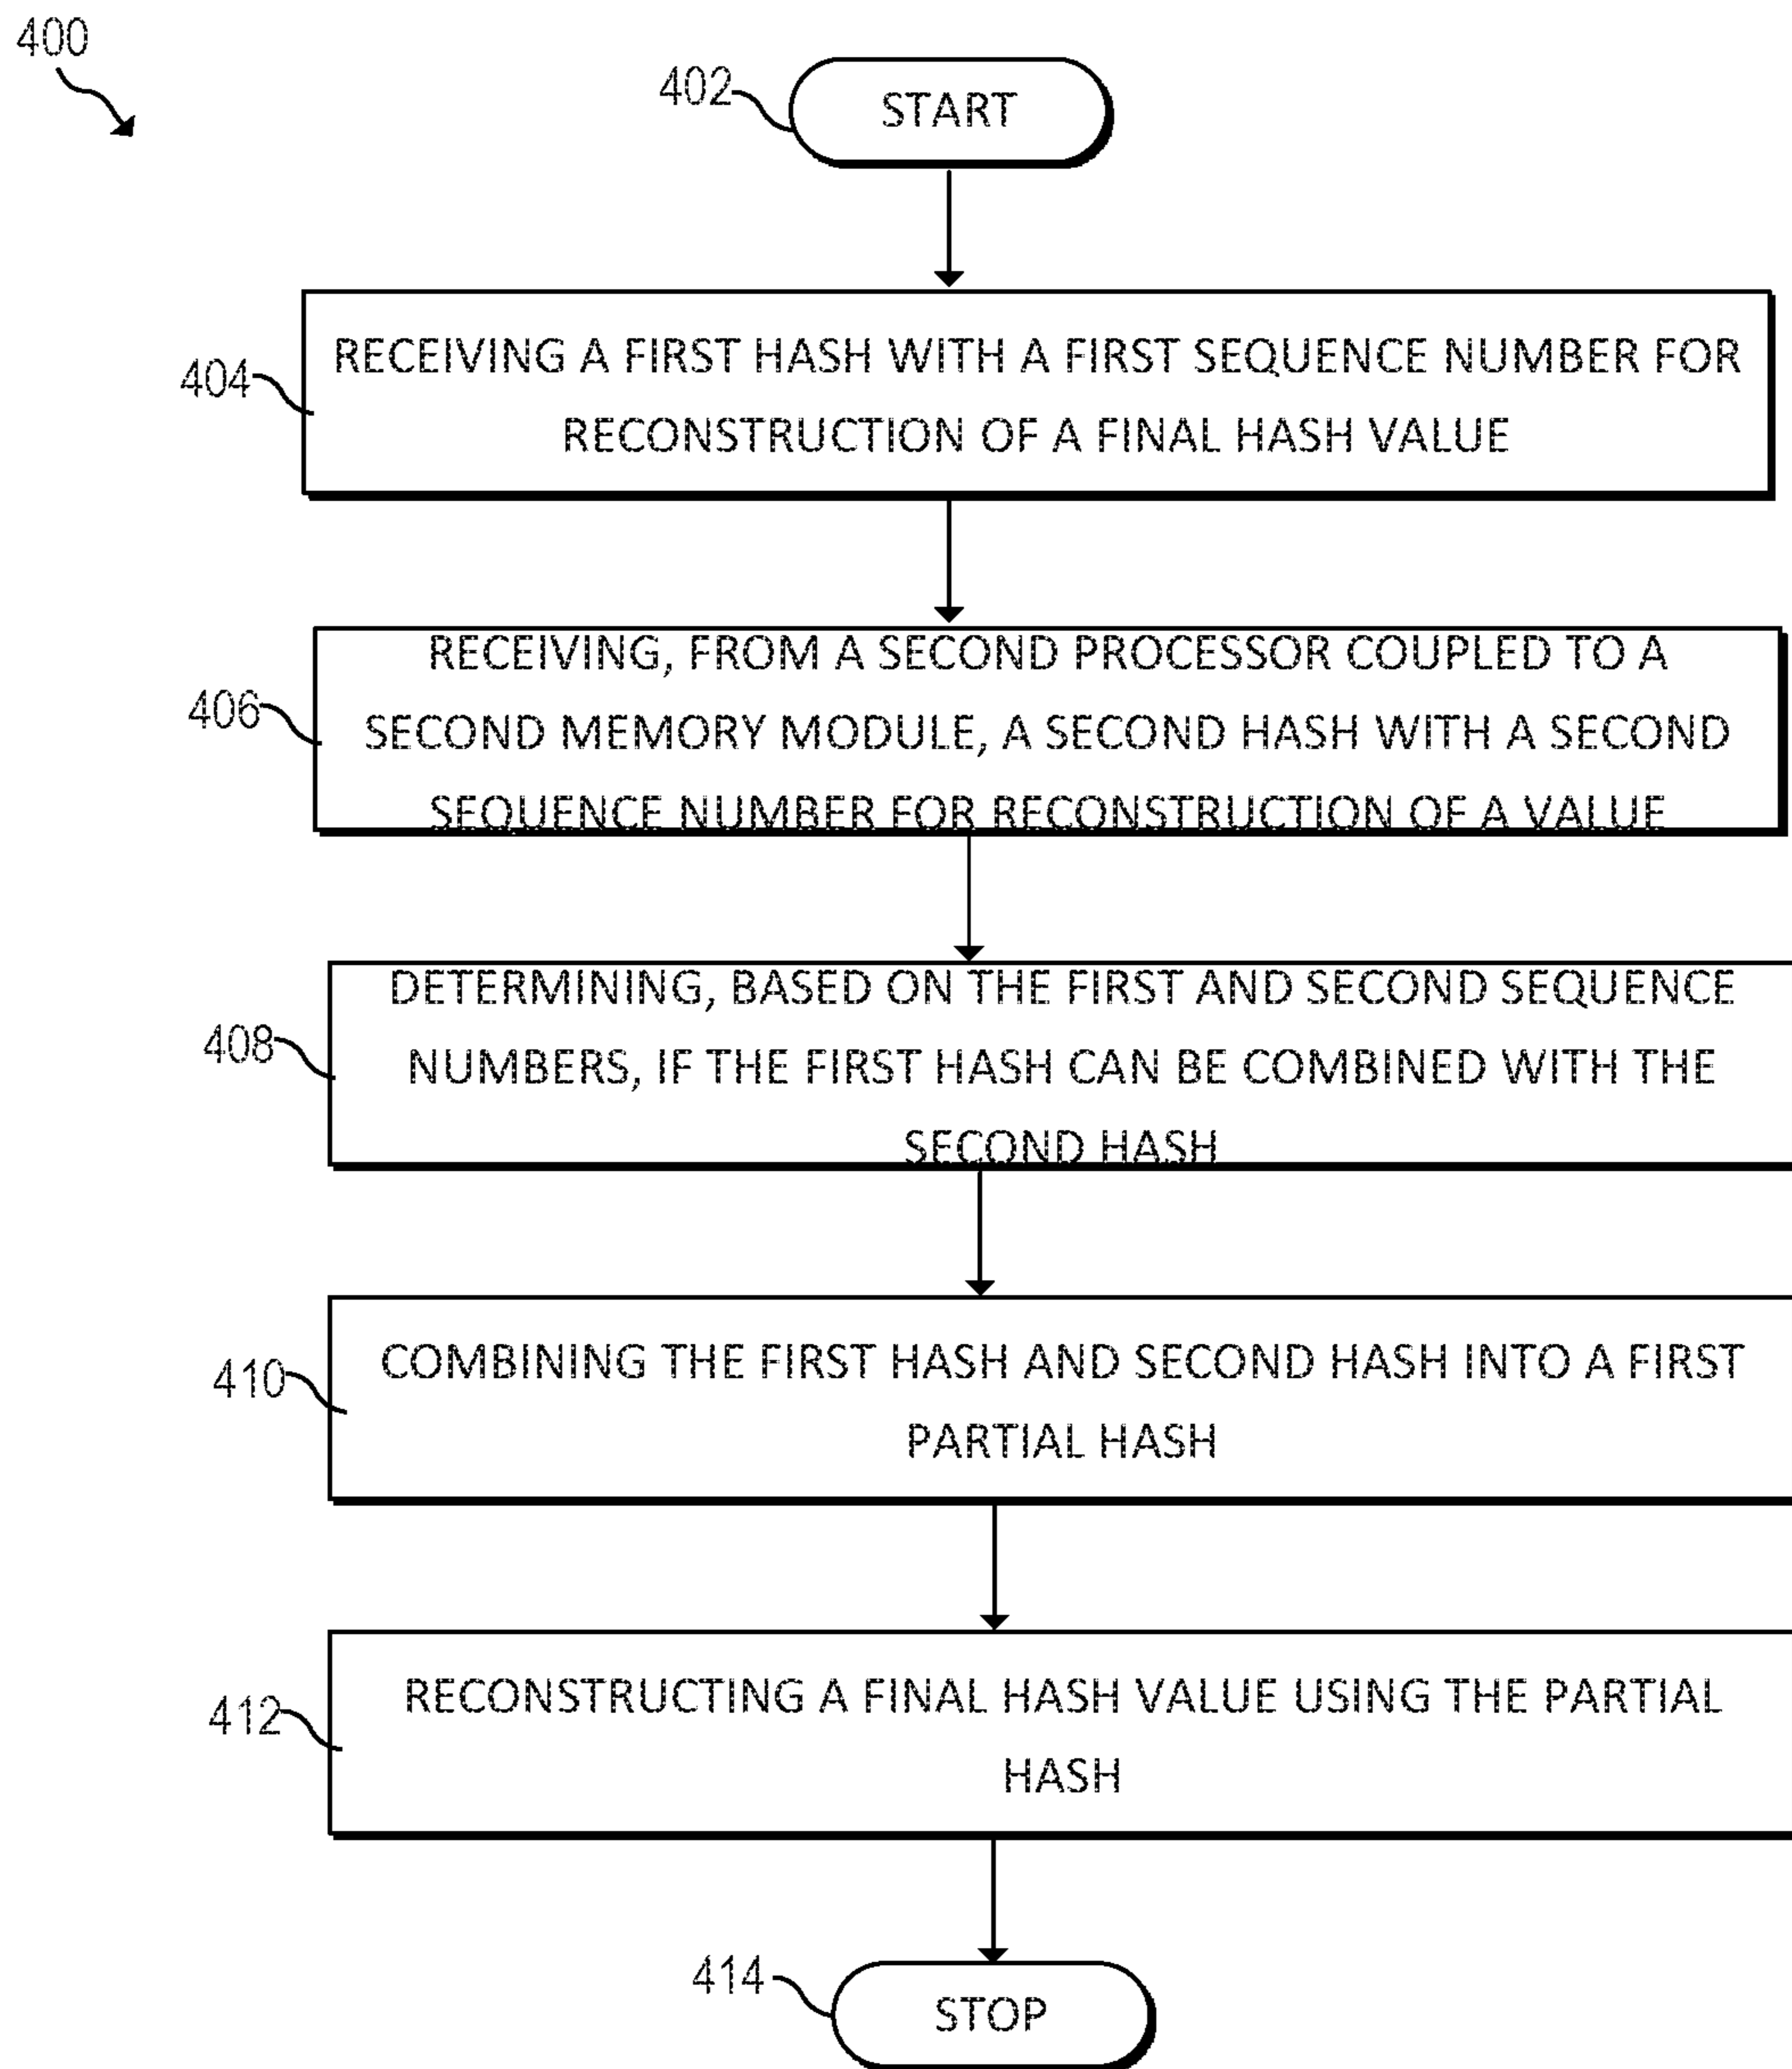 400
402
START
404
RECEIVING A FIRST HASH WITH A FIRST SEQUENCE NUMBER FOR
RECONSTRUCTION OF A FINAL HASH VALUE
406
RECEIVING, FROM A SECOND PROCESSOR COUPLED TO A
SECOND MEMORY MODULE, A SECOND HASH WITH A SECOND
SEQUENCE NUMBER FOR RECONSTRUCTION OF A VALUE
408
DETERMINING, BASED ON THE FIRST AND SECOND SEQUENCE
NUMBERS, IF THE FIRST HASH CAN BE COMBINED WITH THE
SECOND HASH
410
COMBINING THE FIRST HASH AND SECOND HASH INTO A FIRST
PARTIAL HASH
412
RECONSTRUCTING A FINAL HASH VALUE USING THE PARTIAL
HASH
414
STOP